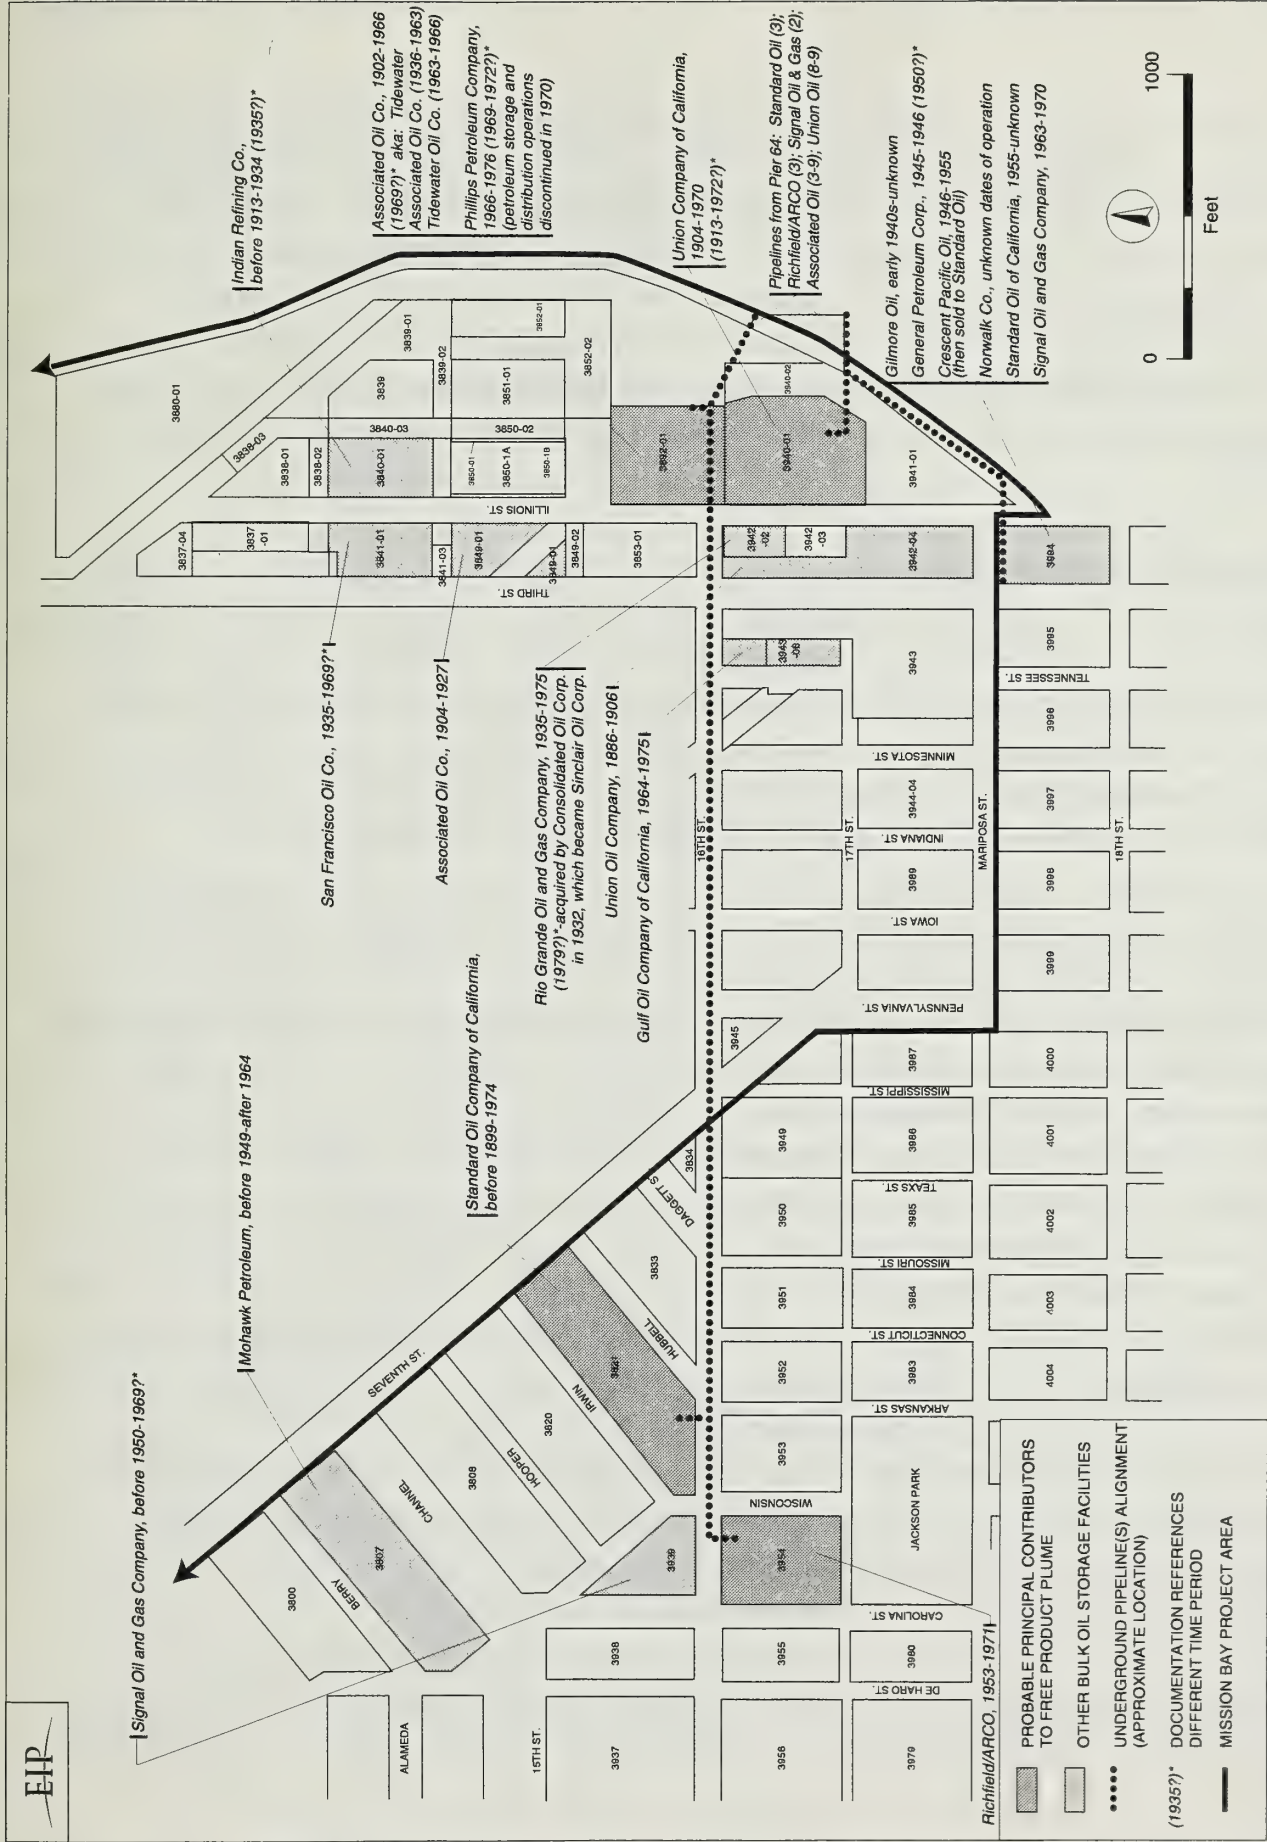 EIP
Signal Oil and Gas Company, before 1950-1969?*
Mohawk Petroleum, before 1949-after 1964
Standard Oil Company of California,
before 1899-1974
San Francisco Oil Co., 1935-1969?*
Associated Oil Co., 1904-1927
Rio Grande Oil and Gas Company, 1935-1975
(1979?)*-acquired by Consolidated Oil Corp.
in 1932, which became Sinclair Oil Corp.
Union Oil Company, 1886-1906
Gulf Oil Company of California, 1964-1975
Indian Refining Co.,
before 1913-1934 (1935?)*
Associated Oil Co., 1902-1966
(1969?)* aka: Tidewater
Associated Oil Co. (1936-1963)
Tidewater Oil Co. (1963-1966)
Phillips Petroleum Company,
1966-1976 (1969-1972?)*
(petroleum storage and
distribution operations
discontinued in 1970)
Union Company of California,
1904-1970
(1913-1972?)*
Pipelines from Pier 64: Standard Oil (3);
Richfield/ARCO (3); Signal Oil & Gas (2);
Associated Oil (3-9); Union Oil (8-9)
Gilmore Oil, early 1940s-unknown
General Petroleum Corp., 1945-1946 (1950?)*
Crescent Pacific Oil, 1946-1955
(then sold to Standard Oil)
Norwalk Co., unknown dates of operation
Standard Oil of California, 1955-unknown
Signal Oil and Gas Company, 1963-1970
Richfield/ARCO, 1953-1971
0
1000
Feet
3880-01
3838-03
3838-01
3838-02
3840-01
3840-03
3839
3839-01
3839-02
3850-01
3850-1A
3850-1B
3850-02
3851-01
3852-01
3852-02
3892-01
3940-01
3940-02
3941-01
ILLINOIS ST.
3837-04
3837
-01
3841-01
3841-03
3849-01
3849-01
3849-02
3853-01
3942
-02
3942
-03
3942-04
3994
THIRD ST.
3943
-06
3943
3995
TENNESSEE ST.
3996
MINNESOTA ST.
3944-04
3997
INDIANA ST.
3989
3998
IOWA ST.
3999
PENNSYLVANIA ST.
16TH ST.
17TH ST.
MARIPOSA ST.
18TH ST.
3945
3987
4000
MISSISSIPPI ST.
3834
3949
3986
4001
TEAXS ST.
3950
3985
4002
MISSOURI ST.
3951
3984
4003
CONNECTICUT ST.
3952
3983
4004
ARKANSAS ST.
3953
JACKSON PARK
WISCONSIN
3954
CAROLINA ST.
3938
3955
3980
DE HARO ST.
3937
3956
3979
15TH ST.
ALAMEDA
SEVENTH ST.
DAGGETT S
3833
HUBBELL
3821
IRWIN
3820
HOOPER
3808
CHANNEL
3807
BERRY
3800
3939
PROBABLE PRINCIPAL CONTRIBUTORS
TO FREE PRODUCT PLUME
OTHER BULK OIL STORAGE FACILITIES
UNDERGROUND PIPELINE(S) ALIGNMENT
(APPROXIMATE LOCATION)
(1935?)* DOCUMENTATION REFERENCES
DIFFERENT TIME PERIOD
MISSION BAY PROJECT AREA